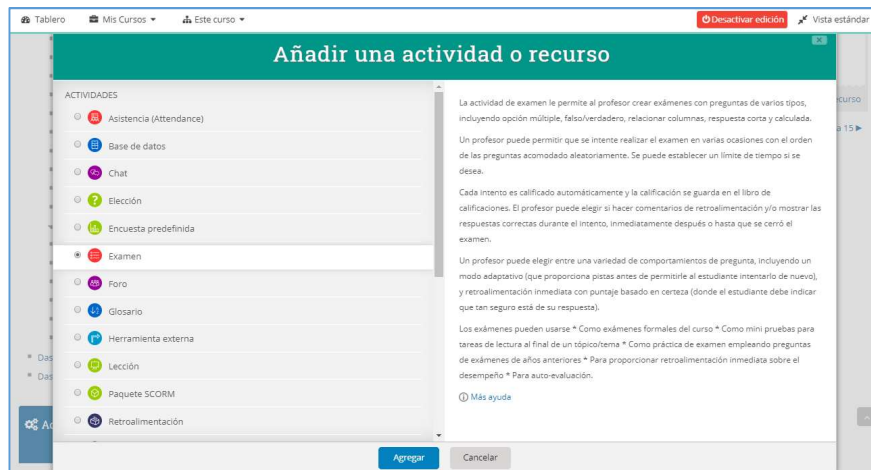 Tablero
Mis Cursos
Este curso
Desactivar edición
Vista estándar
Añadir una actividad o recurso
ACTIVIDADES
Asistencia (Attendance)
Base de datos
Chat
Elección
Encuesta predefinida
Examen
Foro
Glosario
Herramienta externa
Lección
Paquete SCORM
Retroalimentación
La actividad de examen le permite al profesor crear exámenes con preguntas de varios tipos,
incluyendo opción múltiple, falso/verdadero, relacionar columnas, respuesta corta y calculada.
Un profesor puede permitir que se intente realizar el examen en varias ocasiones con el orden
de las preguntas acomodado aleatoriamente. Se puede establecer un límite de tiempo si se
desea.
Cada intento es calificado automáticamente y la calificación se guarda en el libro de
calificaciones. El profesor puede elegir si hacer comentarios de retroalimentación y/o mostrar las
respuestas correctas durante el intento, inmediatamente después o hasta que se cerró el
examen.
Un profesor puede elegir entre una variedad de comportamientos de pregunta, incluyendo un
modo adaptativo (que proporciona pistas antes de permitirle al estudiante intentarlo de nuevo),
y retroalimentación inmediata con puntaje basado en certeza (donde el estudiante debe indicar
que tan seguro está de su respuesta).
Los exámenes pueden usarse * Como exámenes formales del curso * Como mini pruebas para
tareas de lectura al final de un tópico/tema * Como práctica de examen empleando preguntas
de exámenes de años anteriores * Para proporcionar retroalimentación inmediata sobre el
desempeño * Para auto-evaluación.
Más ayuda
ecurso
a 15
Das
Das
Ac
Agregar
Cancelar